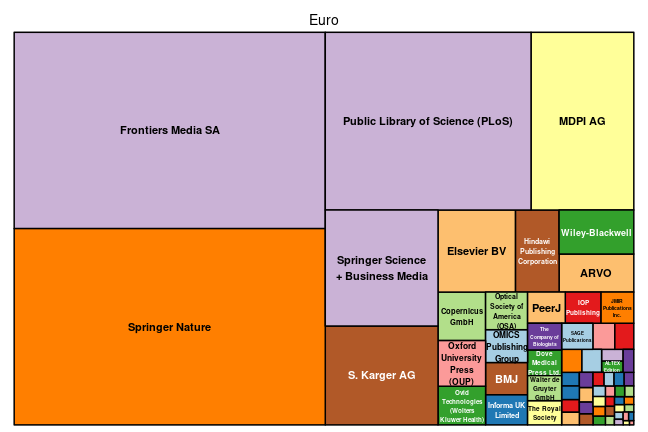 Euro
Frontiers Media SA
Public Library of Science (PLoS)
MDPI AG
Springer Nature
Springer Science
+ Business Media
S. Karger AG
Elsevier BV
Hindawi
Publishing
Corporation
Wiley-Blackwell
ARVO
Copernicus
GmbH
Optical
Society of
America
(OSA)
PeerJ
IOP
Publishing
JMIR
Publications
Inc.
Oxford
University
Press
(OUP)
OMICS
Publishing
Group
The
Company of
Biologists
SAGE
Publications
BMJ
Dove
Medical
Press Ltd.
ALTEX
Edition
Ovid
Technologies
(Wolters
Kluwer Health)
Informa UK
Limited
Walter de
Gruyter
GmbH
The Royal
Society